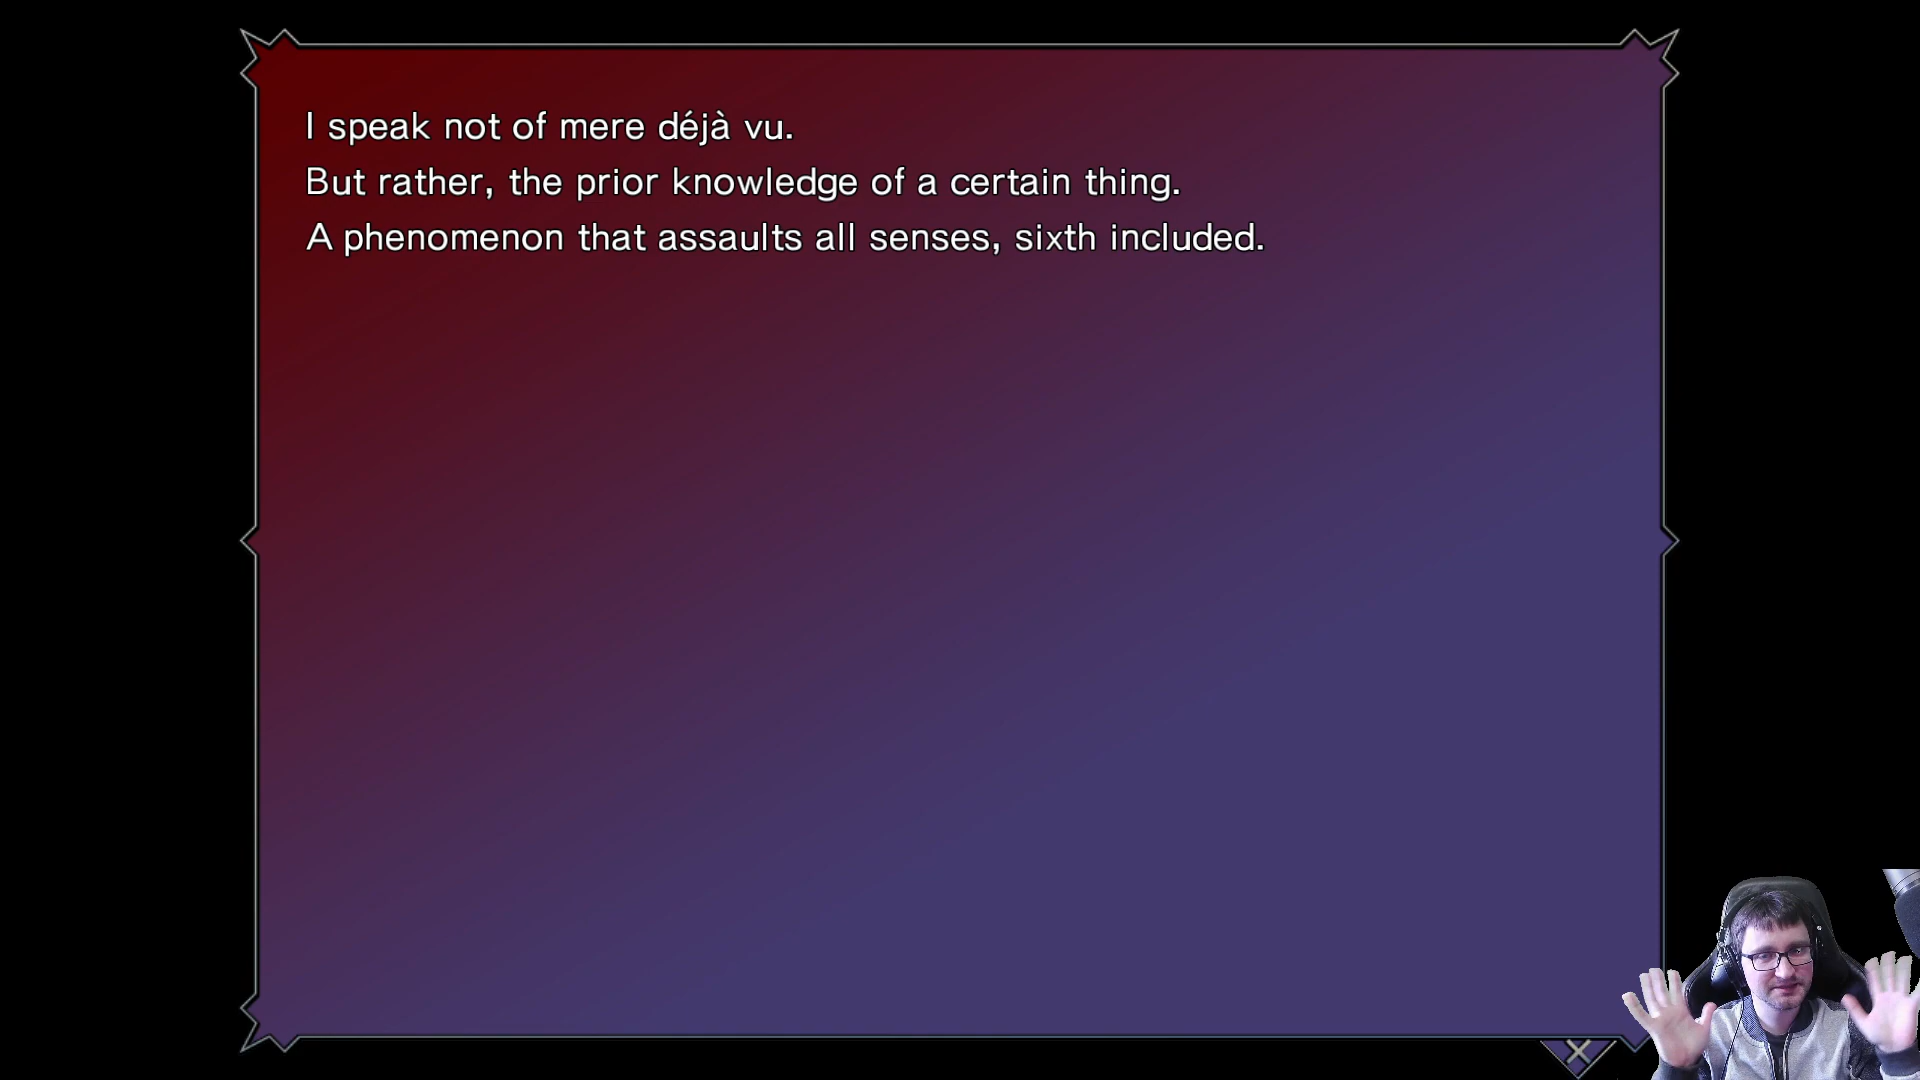 I speak not of mere déjà vu.
But rather, the prior knowledge of a certain thing.
A phenomenon that assaults all senses, sixth included.